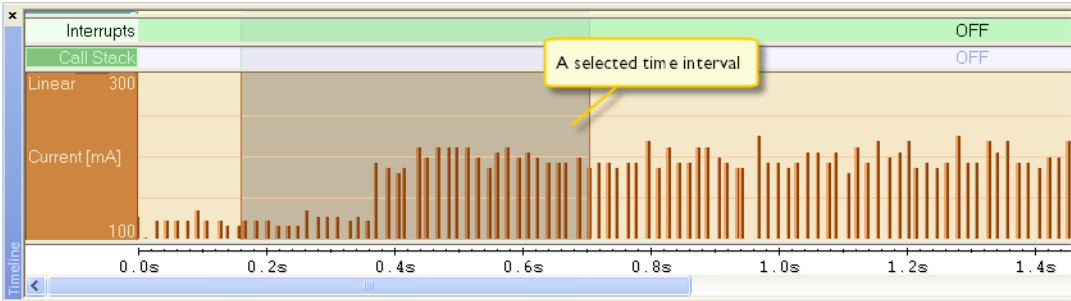 Interrupts OFF
Call Stack OFF
A selected time interval
Linear 300
Current [mA]
100
0.0s 0.2s 0.4s 0.6s 0.8s 1.0s 1.2s 1.4s
Timeline